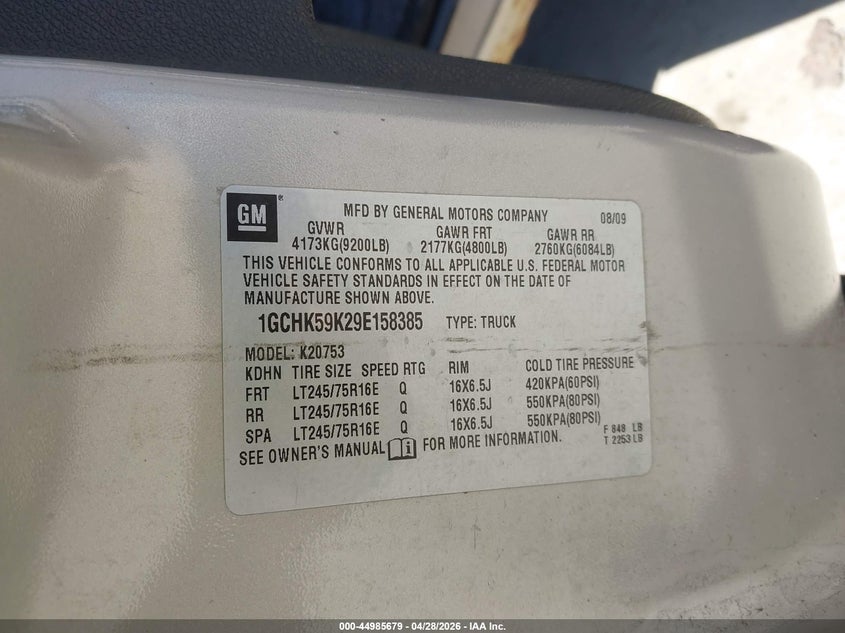 GM ®
MFD BY GENERAL MOTORS COMPANY 08/09
GVWR GAWR FRT GAWR RR
4173KG(9200LB) 2177KG(4800LB) 2760KG(6084LB)
THIS VEHICLE CONFORMS TO ALL APPLICABLE U.S. FEDERAL MOTOR
VEHICLE SAFETY STANDARDS IN EFFECT ON THE DATE OF
MANUFACTURE SHOWN ABOVE.
1GCHK59K29E158385 TYPE: TRUCK
MODEL: K20753
KDHN TIRE SIZE SPEED RTG RIM COLD TIRE PRESSURE
FRT LT245/75R16E Q 16X6.5J 420KPA(60PSI)
RR LT245/75R16E Q 16X6.5J 550KPA(80PSI)
SPA LT245/75R16E Q 16X6.5J 550KPA(80PSI)
SEE OWNER'S MANUAL i FOR MORE INFORMATION.
F 848 LB
T 2253 LB
000-44985679 - 04/28/2026 - IAA Inc.